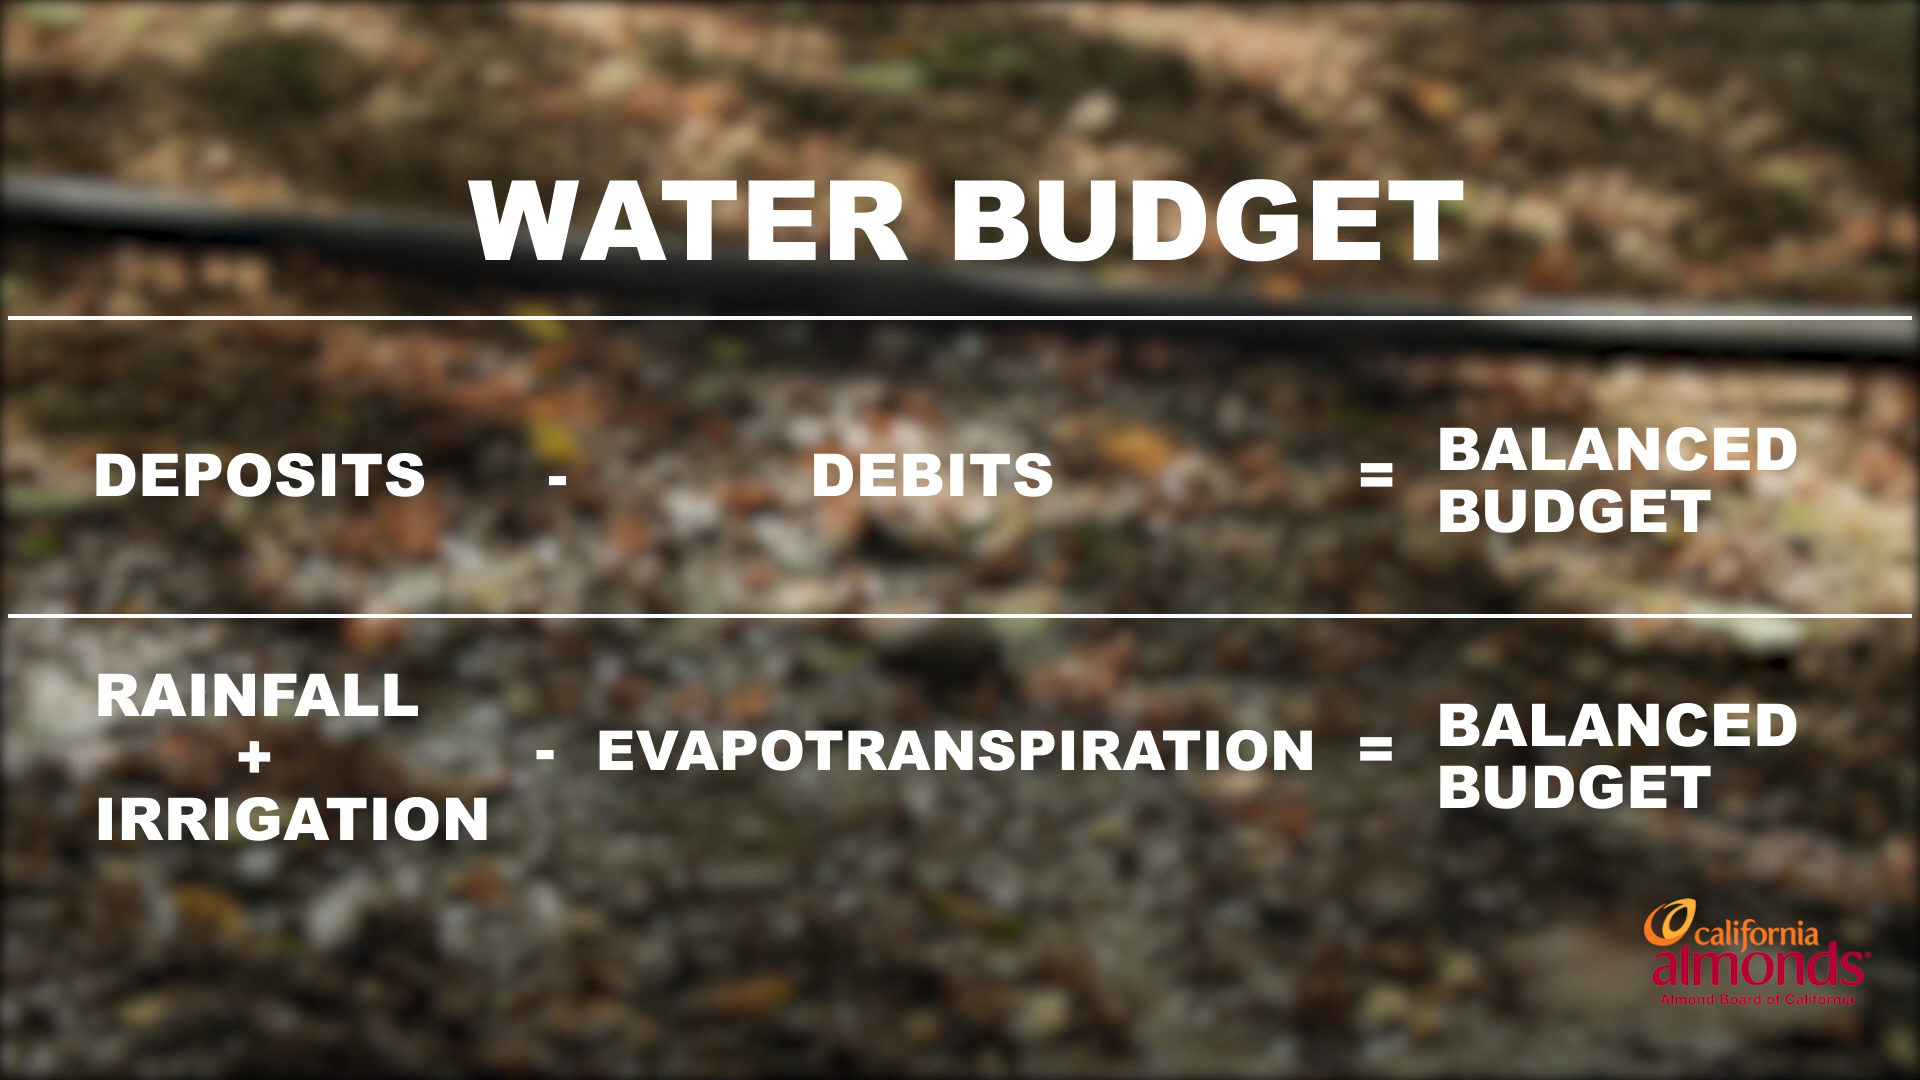 WATER BUDGET
DEPOSITS - DEBITS = BALANCED BUDGET
RAINFALL
+
IRRIGATION
- EVAPOTRANSPIRATION =
BALANCED
BUDGET
california
almonds®
Almond Board of California